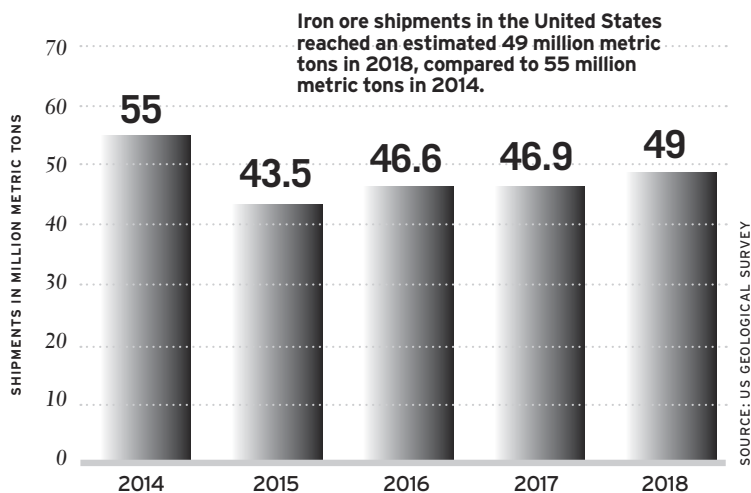 Iron ore shipments in the United States
reached an estimated 49 million metric
tons in 2018, compared to 55 million
metric tons in 2014.
SHIPMENTS IN MILLION METRIC TONS
70
60
50
40
30
20
10
0
55
43.5
46.6
46.9
49
2014 2015 2016 2017 2018
SOURCE: US GEOLOGICAL SURVEY